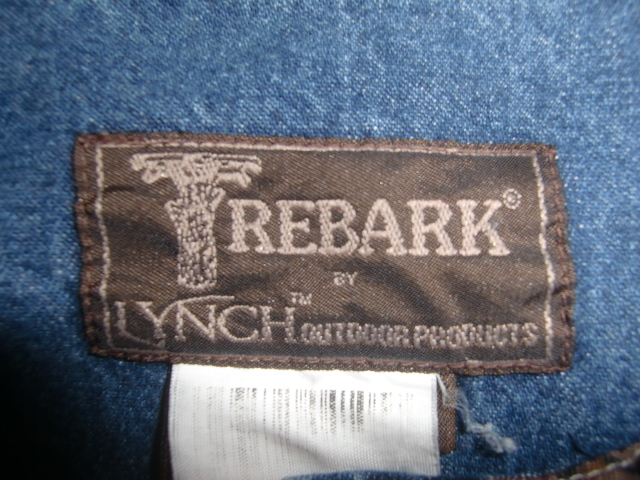 TREBARK®
BY
LYNCH™ OUTDOOR PRODUCTS